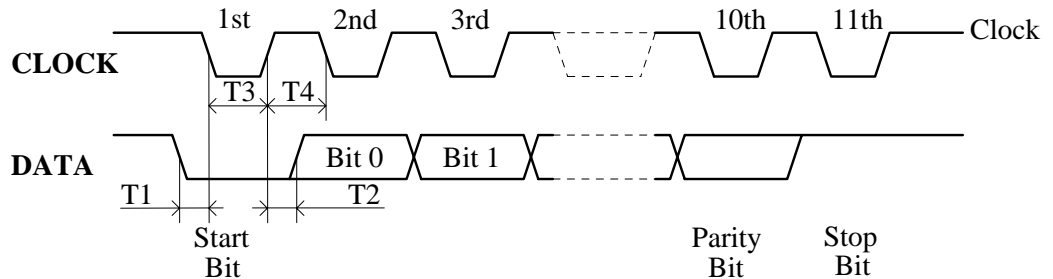 1st 2nd 3rd 10th 11th Clock
CLOCK
T3 T4
DATA Bit 0 Bit 1
T1 T2
Start Parity Stop
Bit Bit Bit